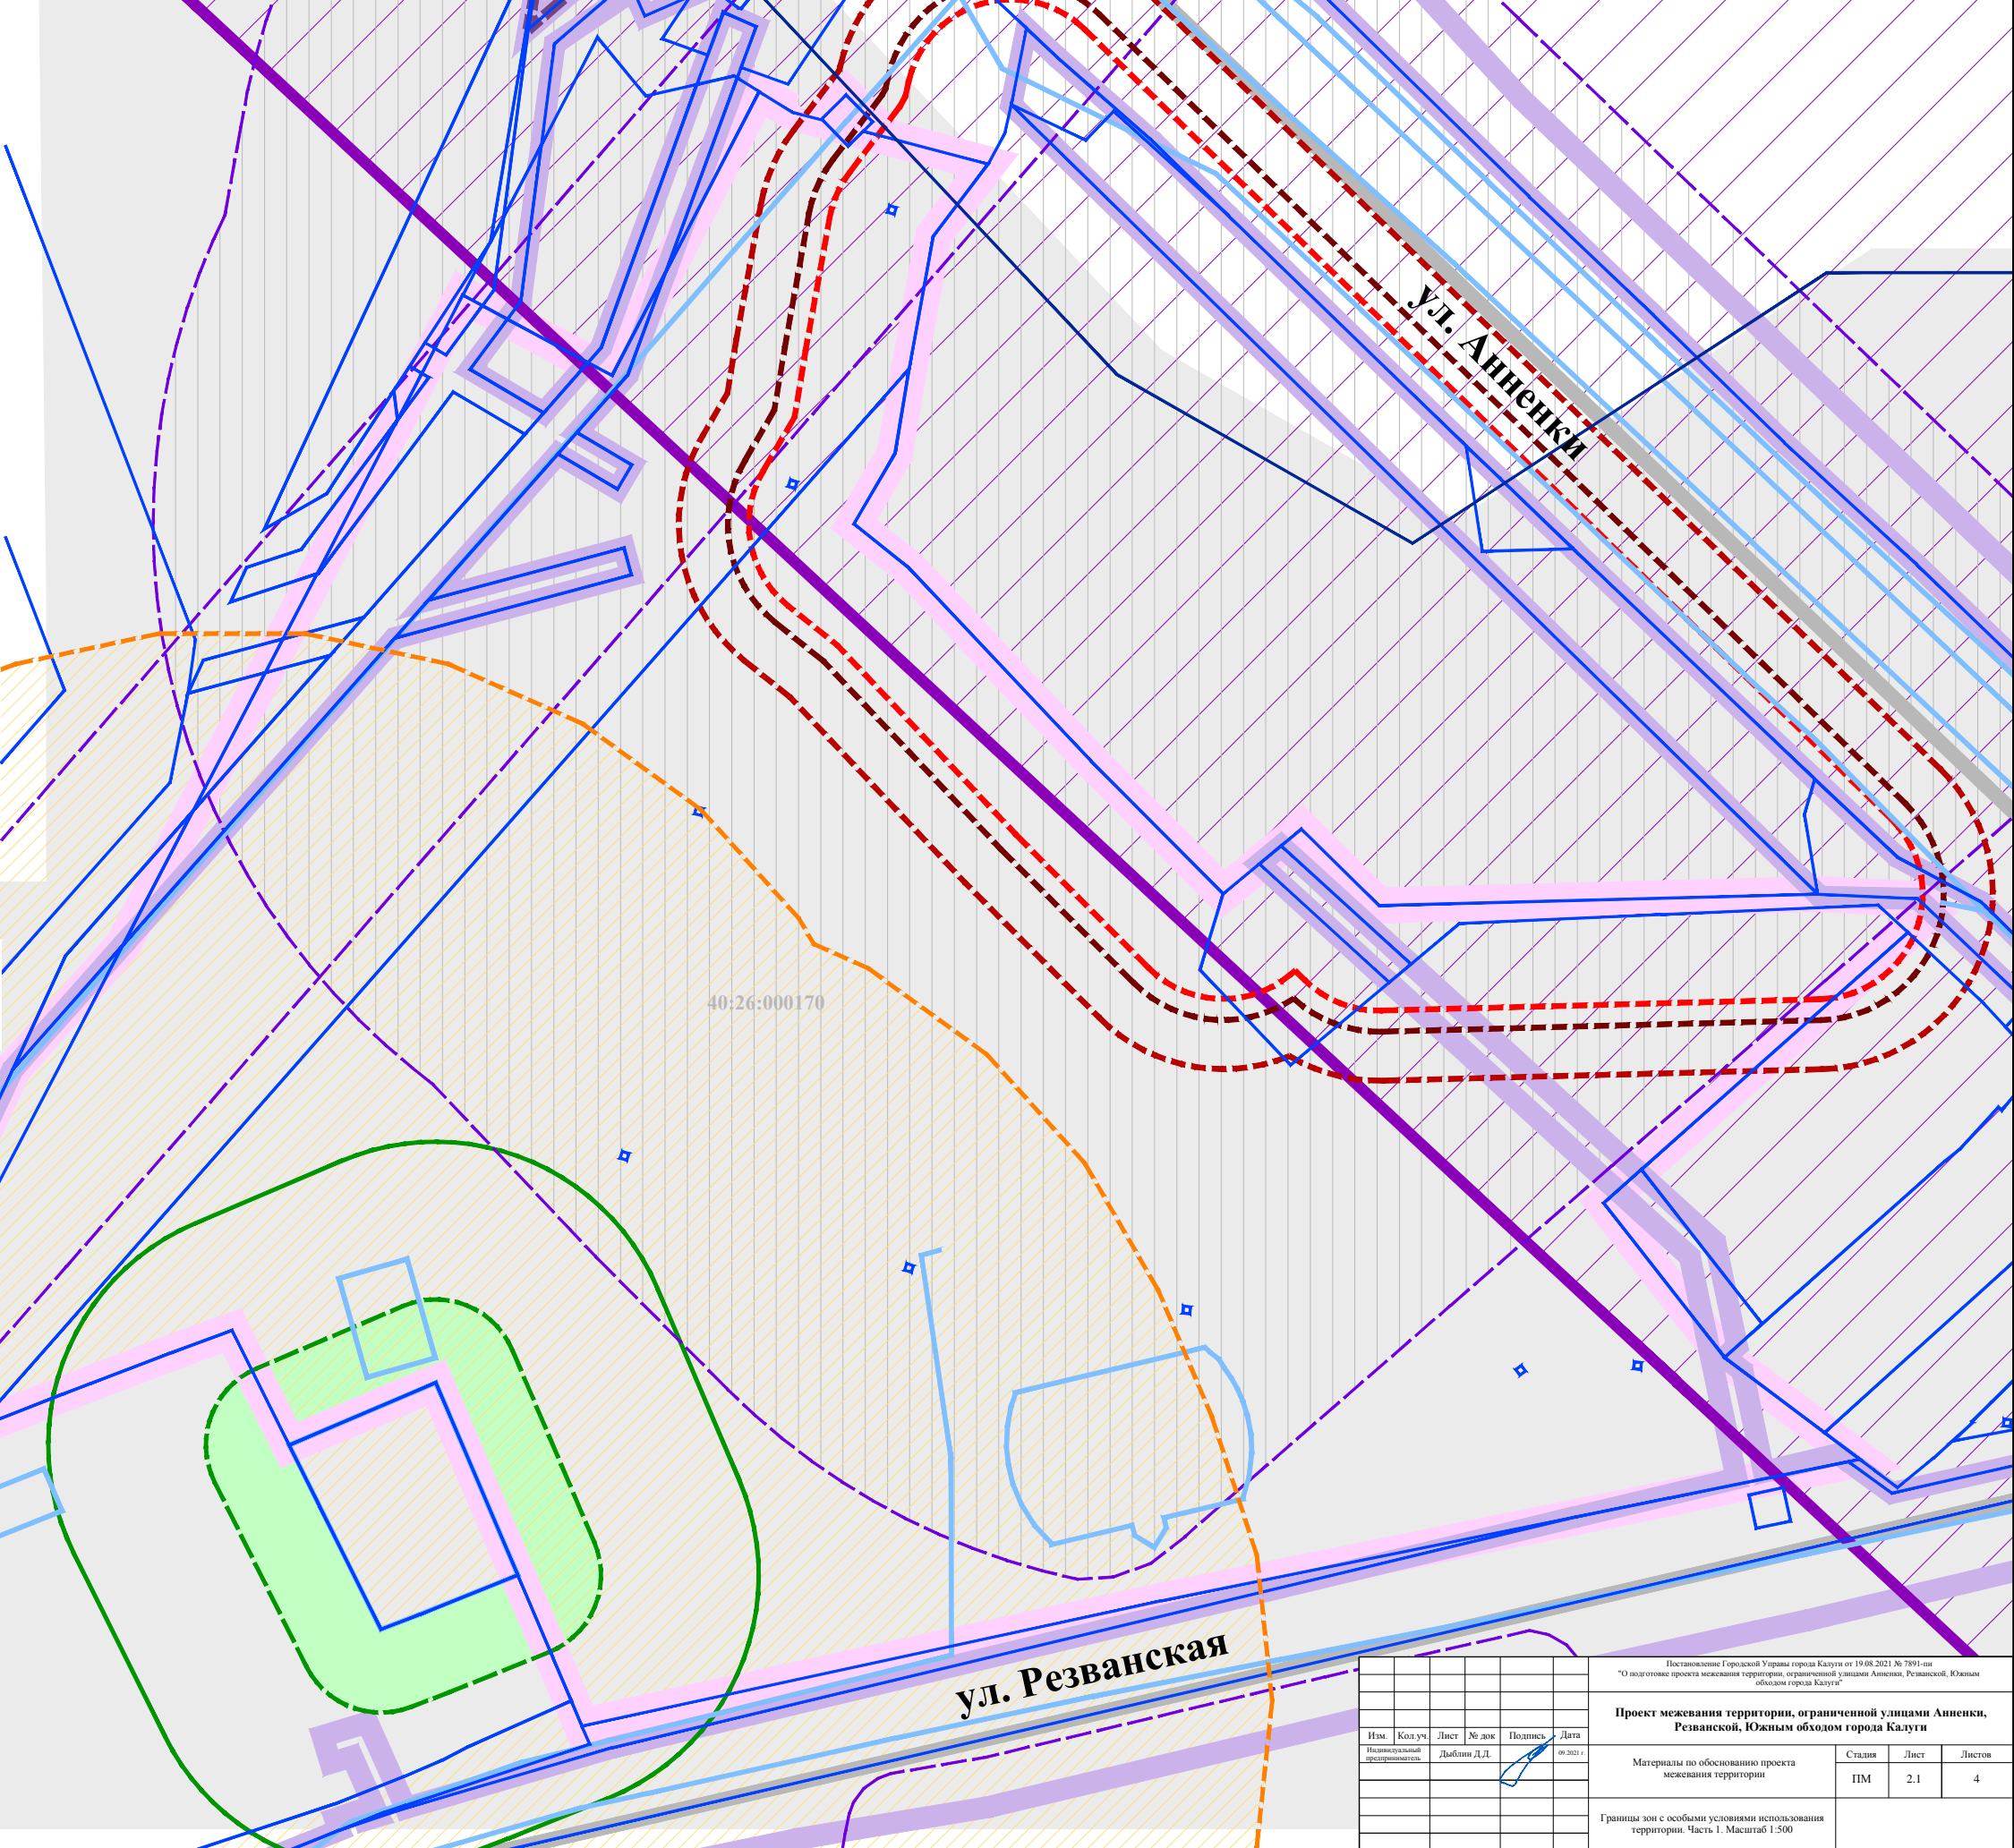 ул. Анненки
40:26:000170
ул. Резванская
Постановление Городской Управы города Калуги от 19.08.2021 № 7891-пи
"О подготовке проекта межевания территории, ограниченной улицами Анненки, Резванской, Южным
обходом города Калуги"
Проект межевания территории, ограниченной улицами Анненки,
Резванской, Южным обходом города Калуги
Изм. Кол.уч. Лист № док Подпись Дата
Индивидуальный
предприниматель
Дыблин Д.Д.
09.2021 г.
Материалы по обоснованию проекта
межевания территории
Стадия Лист Листов
ПМ 2.1 4
Границы зон с особыми условиями использования
территории. Часть 1. Масштаб 1:500